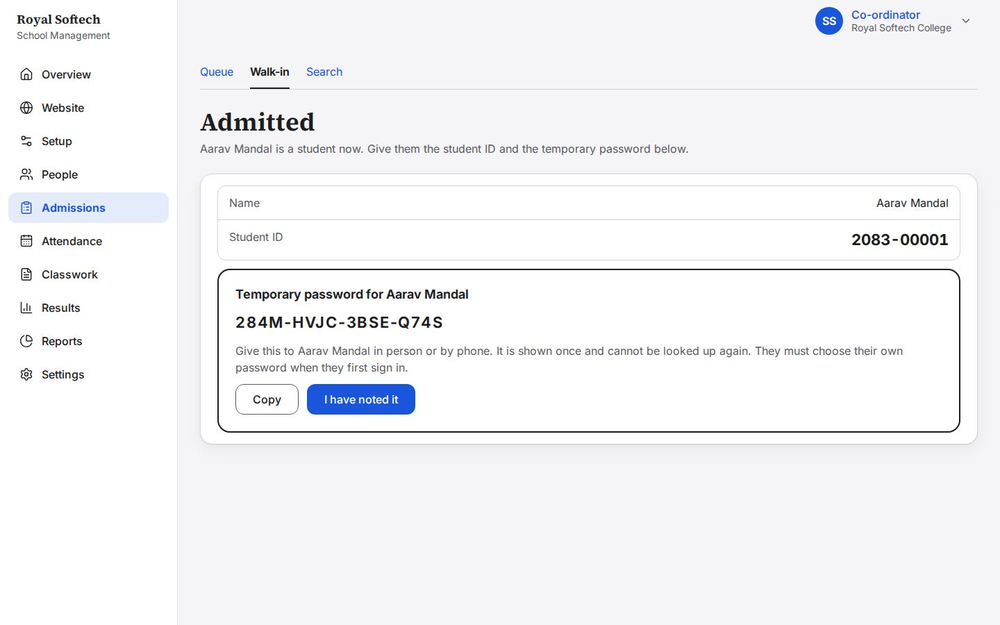 Royal Softech
School Management
Overview
Website
Setup
People
Admissions
Attendance
Classwork
Results
Reports
Settings
SS
Co-ordinator
Royal Softech College
Queue
Walk-in
Search
Admitted
Aarav Mandal is a student now. Give them the student ID and the temporary password below.
Name
Aarav Mandal
Student ID
2083-00001
Temporary password for Aarav Mandal
284M-HVJC-3BSE-Q74S
Give this to Aarav Mandal in person or by phone. It is shown once and cannot be looked up again. They must choose their own
password when they first sign in.
Copy
I have noted it